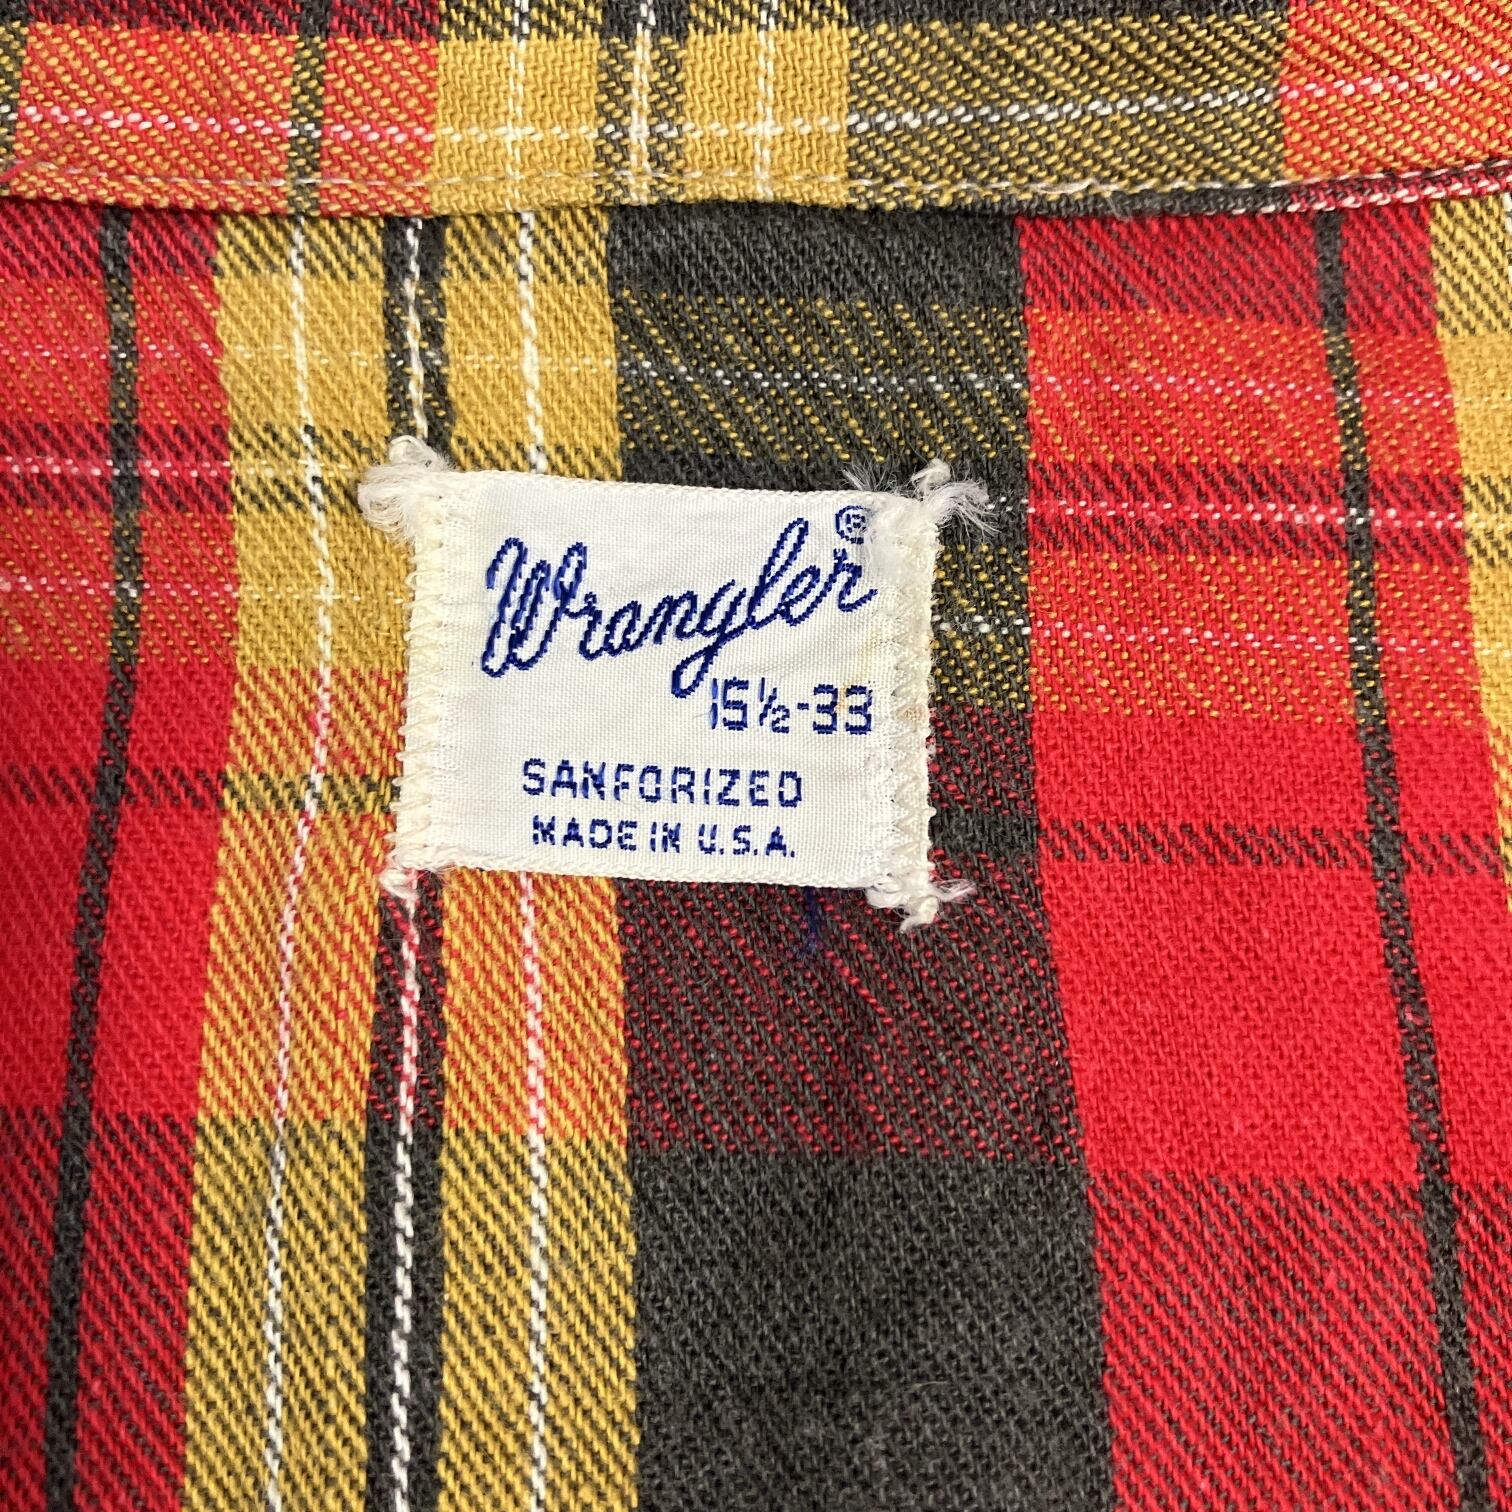 Wrangler®
15½-33
SANFORIZED
MADE IN U.S.A.